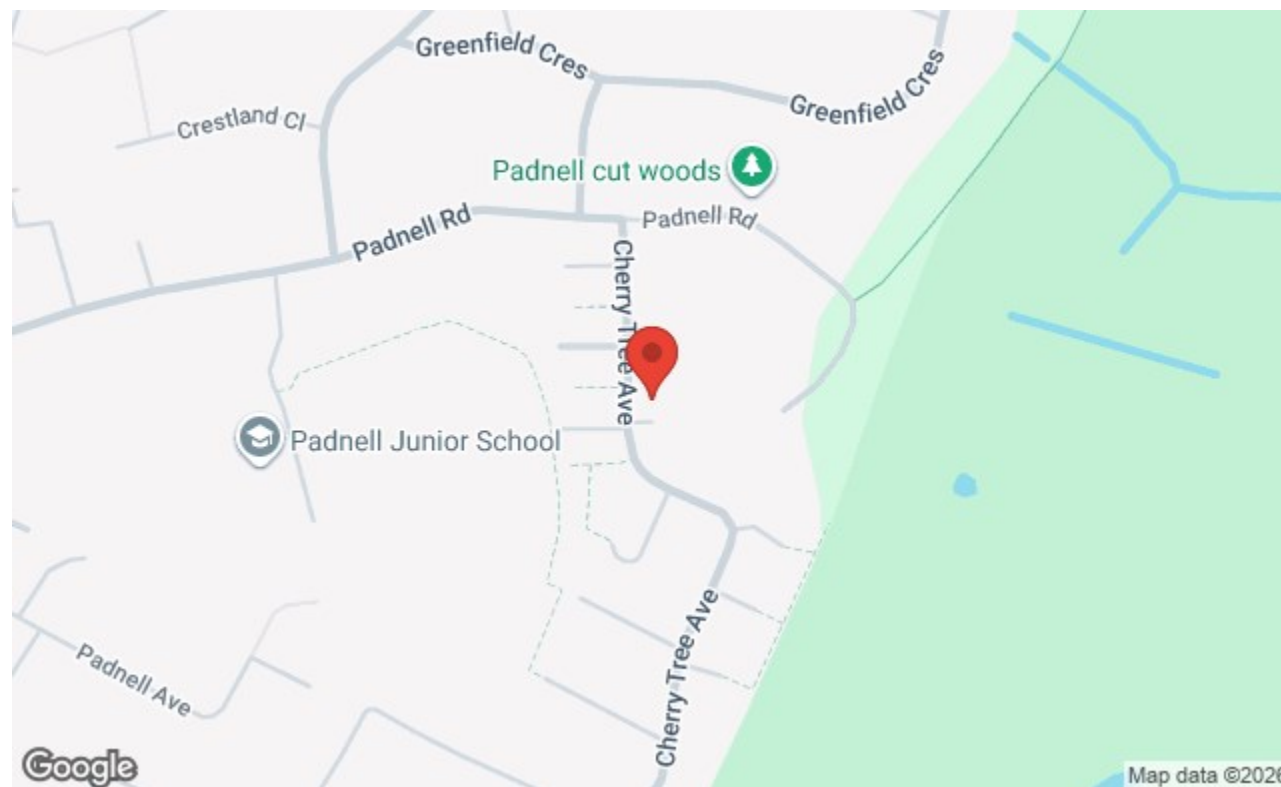 Greenfield Cres
Greenfield Cres
Crestland Cl
Padnell cut woods
Padnell Rd
Padnell Rd
Cherry Tree Ave
Padnell Junior School
Padnell Ave
Cherry Tree Ave
Google
Map data ©2026